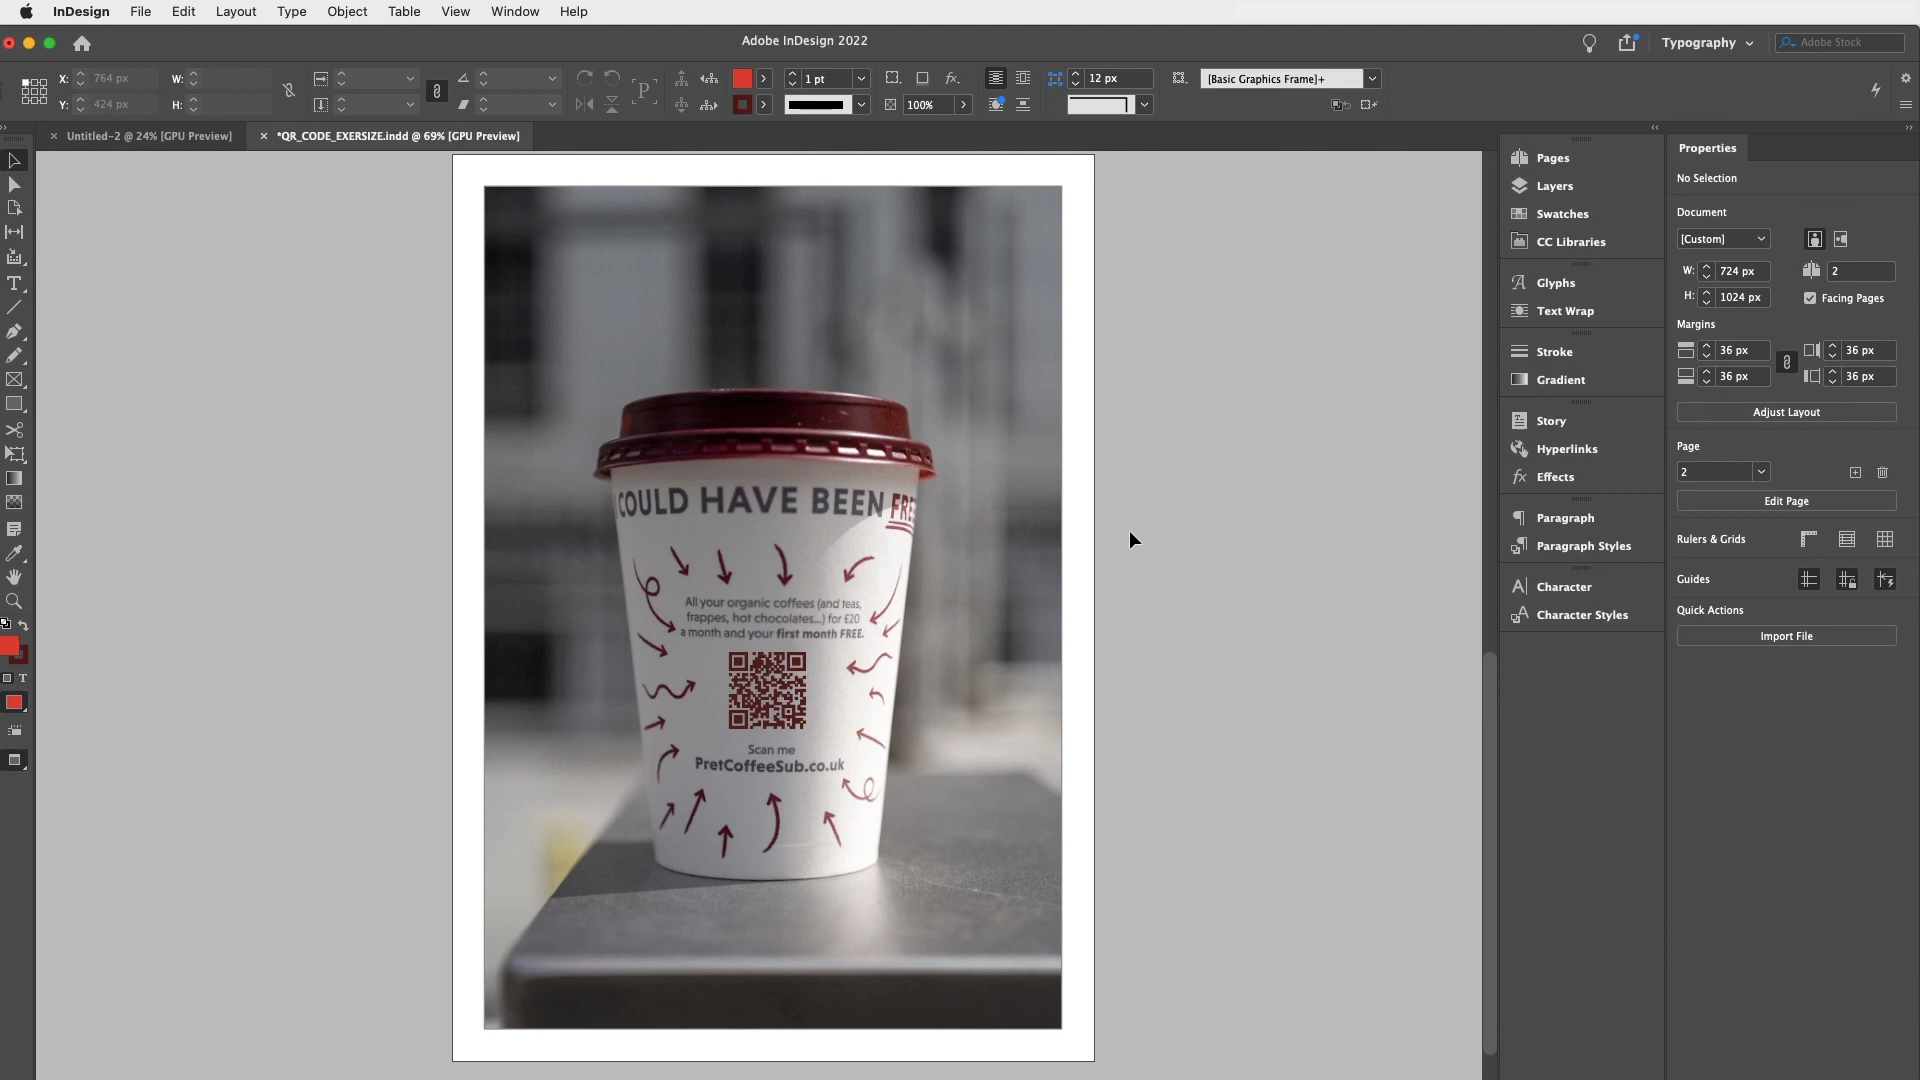 InDesign File Edit Layout Type Object Table View Window Help
Adobe InDesign 2022
Typography
Adobe Stock
X: 764 px W: 1 pt 12 px [Basic Graphics Frame]+
Y: 424 px H: 100%
Untitled-2 @ 24% [GPU Preview]
*QR_CODE_EXERSIZE.indd @ 69% [GPU Preview]
COULD HAVE BEEN
All your organic coffees (and teas,
frappes, hot chocolates...) for £20
a month and your first month FREE.
Scan me
PretCoffeeSub.co.uk
Pages
Layers
Swatches
CC Libraries
Glyphs
Text Wrap
Stroke
Gradient
Story
Hyperlinks
Effects
Paragraph
Paragraph Styles
Character
Character Styles
Properties
No Selection
Document
[Custom]
W: 724 px 2
H: 1024 px Facing Pages
Margins
36 px 36 px
36 px 36 px
Adjust Layout
Page
2
Edit Page
Rulers & Grids
Guides
Quick Actions
Import File